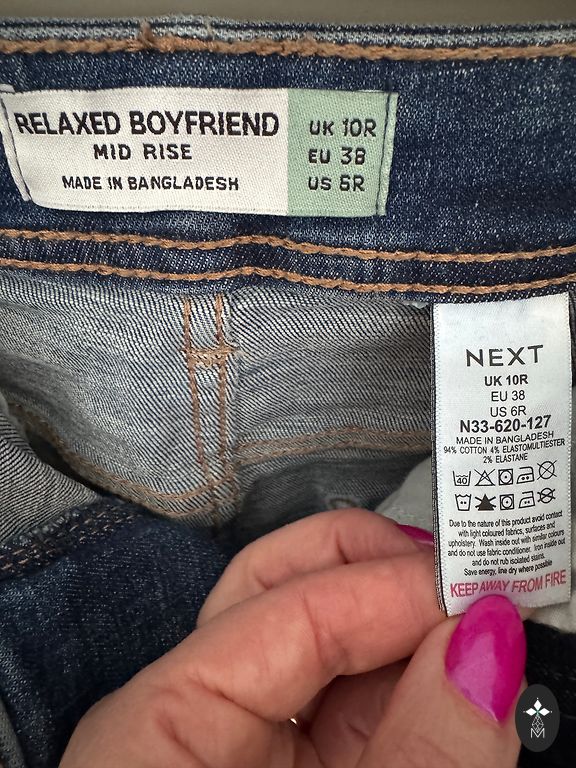 RELAXED BOYFRIEND
MID RISE
MADE IN BANGLADESH
UK 10R
EU 38
US 6R
NEXT
UK 10R
EU 38
US 6R
N33-620-127
MADE IN BANGLADESH
94% COTTON 4% ELASTOMULTIESTER
2% ELASTANE
40
Due to the nature of this product avoid contact
with light coloured fabrics, surfaces and
upholstery. Wash inside out with similar colours
and do not use fabric conditioner. Iron inside out
and do not rub isolated stains.
Save energy, line dry where possible
KEEP AWAY FROM FIRE
M